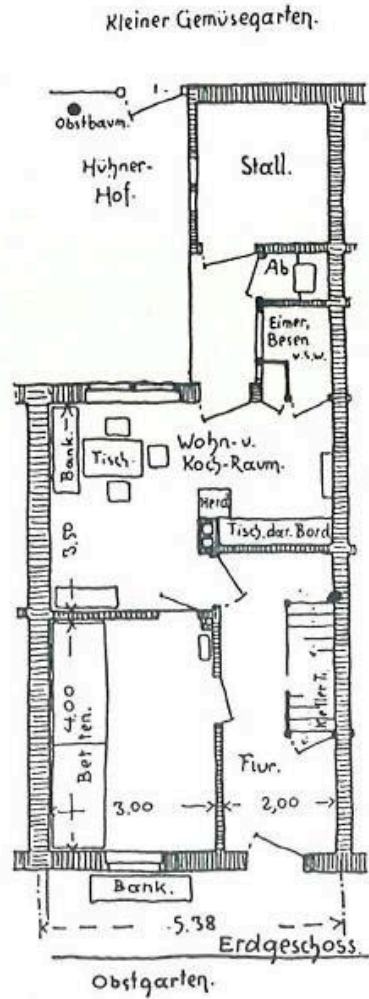 Kleiner Gemüsegarten.
Obstbaum.
Hühner-
Hof.
Stall.
Ab
Eimer,
Besen
u.s.w.
Bank.
Tisch.
Wohn- u.
Koch-Raum.
Herd
Tisch. dar. Bord
3,50
4.00
Betten.
Keller T.
Flur.
3,00
2,00
Bank.
5.38
Erdgeschoss.
Obstgarten.